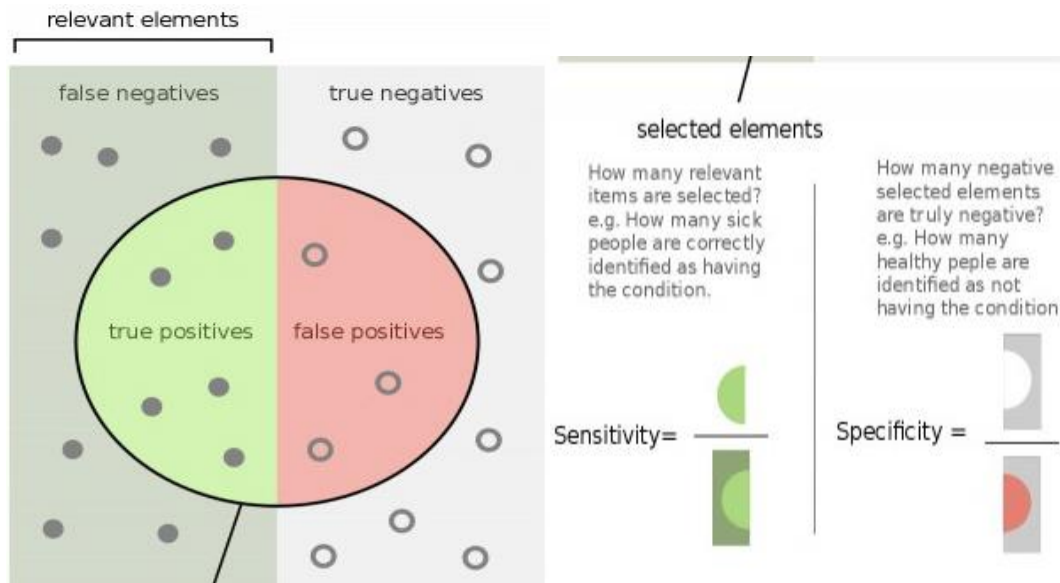 relevant elements
false negatives
true negatives
true positives
false positives
selected elements
How many relevant
items are selected?
e.g. How many sick
people are correctly
identified as having
the condition.
How many negative
selected elements
are truly negative?
e.g. How many
healthy peple are
identified as not
having the condition
Sensitivity=
Specificity =